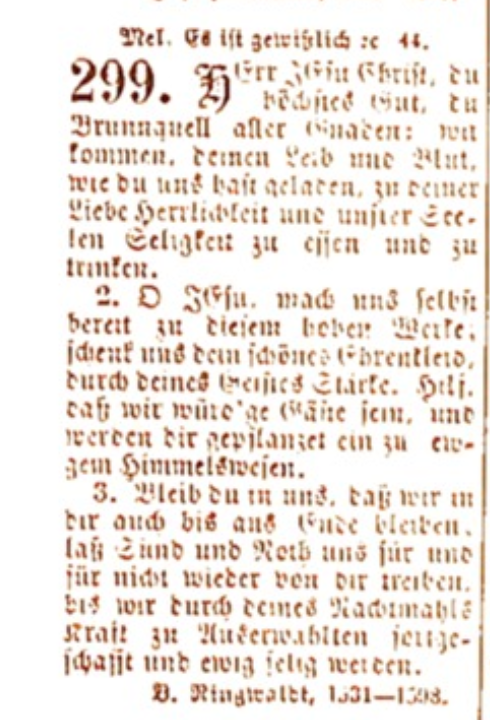 Mel. Es ist gewißlich ꝛc 44.
299. HErr JEsu Christ, du
höchstes Gut, du
Brunnquell aller Gnaden: wir
kommen, deinen Leib und Blut,
wie du uns hast geladen, zu deiner
Liebe Herrlichkeit und unsrer See-
len Seligkeit zu essen und zu
trinken.
2. O JEsu, mach uns selbst
bereit zu diesem hohen Werke;
schenk uns dein schönes Ehrenkleid,
durch deines Geistes Stärke. Hilf,
daß wir würd'ge Gäste sein, und
werden dir gepflanzet ein zu ew-
gem Himmelswesen.
3. Bleib du in uns, daß wir in
dir auch bis ans Ende bleiben,
laß Sünd und Noth uns für und
für nicht wieder von dir treiben,
bis wir durch deines Nachtmahls
Kraft zu Auserwählten fortge-
schafft und ewig selig werden.
B. Ringwaldt, 1531—1598.